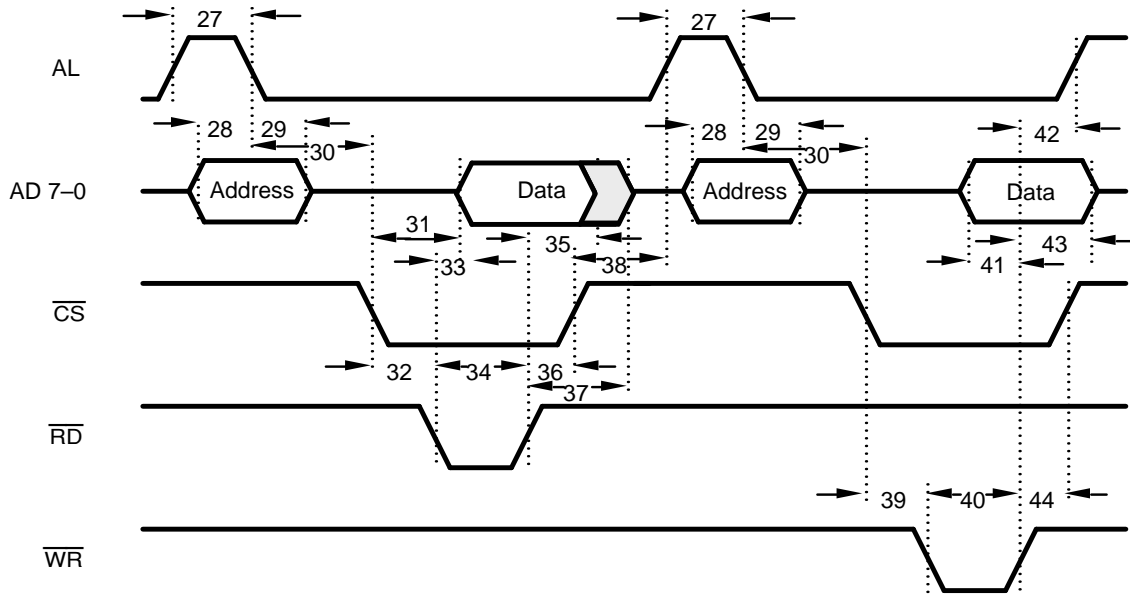 27 27
AL
28 29 30 28 29 30 42
AD 7–0 Address Data Address Data
31 35 43
33 38 41
CS
32 34 36
37
RD
39 40 44
WR